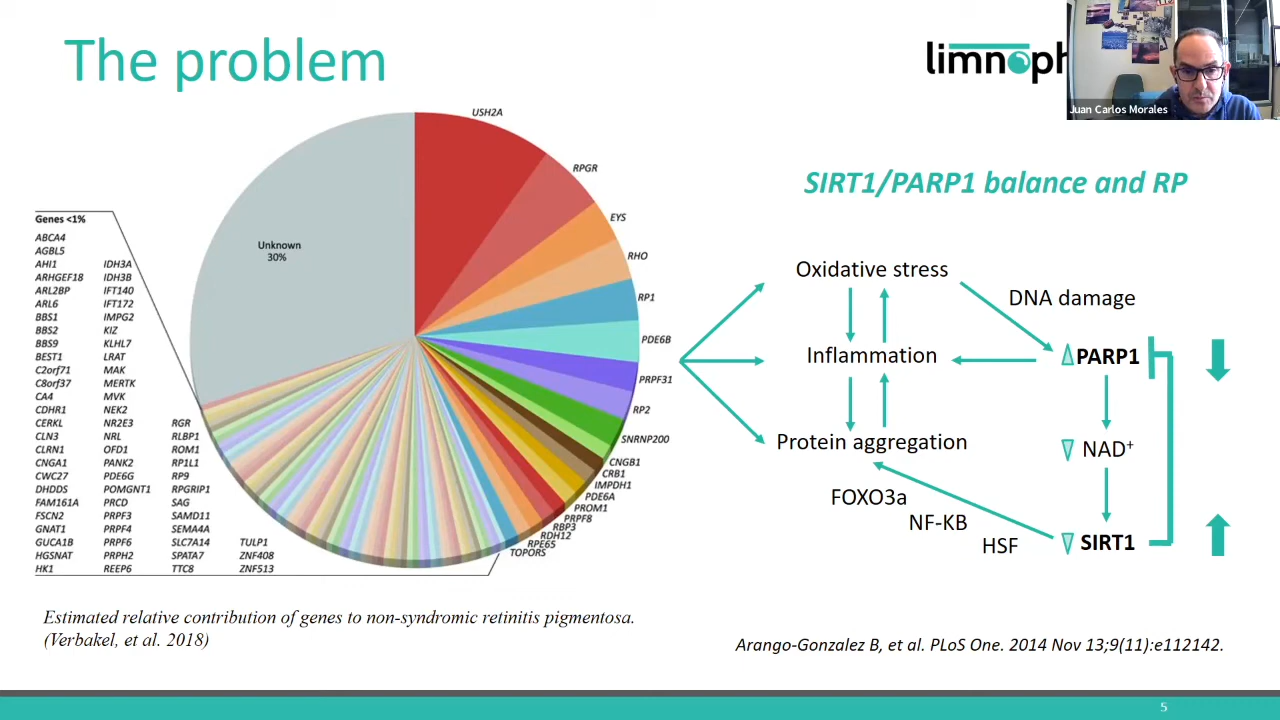 The problem
limnoph
Juan Carlos Morales
USH2A
RPGR
EYS
RHO
RP1
PDE6B
PRPF31
RP2
SNRNP200
CNGB1
CRB1
IMPDH1
PDE6A
PROM1
PRPF8
RBP3
RDH12
RPE65
TOPORS
Unknown
30%
Genes <1%
ABCA4
AGBL5
AHI1 IDH3A
ARHGEF18 IDH3B
ARL2BP IFT140
ARL6 IFT172
BBS1 IMPG2
BBS2 KIZ
BBS9 KLHL7
BEST1 LRAT
C2orf71 MAK
C8orf37 MERTK
CA4 MVK
CDHR1 NEK2
CERKL NR2E3 RGR
CLN3 NRL RLBP1
CLRN1 OFD1 ROM1
CNGA1 PANK2 RP1L1
CWC27 PDE6G RP9
DHDDS POMGNT1 RPGRIP1
FAM161A PRCD SAG
FSCN2 PRPF3 SAMD11
GNAT1 PRPF4 SEMA4A
GUCA1B PRPF6 SLC7A14 TULP1
HGSNAT PRPH2 SPATA7 ZNF408
HK1 REEP6 TTC8 ZNF513
Estimated relative contribution of genes to non-syndromic retinitis pigmentosa.
(Verbakel, et al. 2018)
SIRT1/PARP1 balance and RP
Oxidative stress
DNA damage
Inflammation
PARP1
Protein aggregation
NAD⁺
FOXO3a
NF-KB
HSF
SIRT1
Arango-Gonzalez B, et al. PLoS One. 2014 Nov 13;9(11):e112142.
5